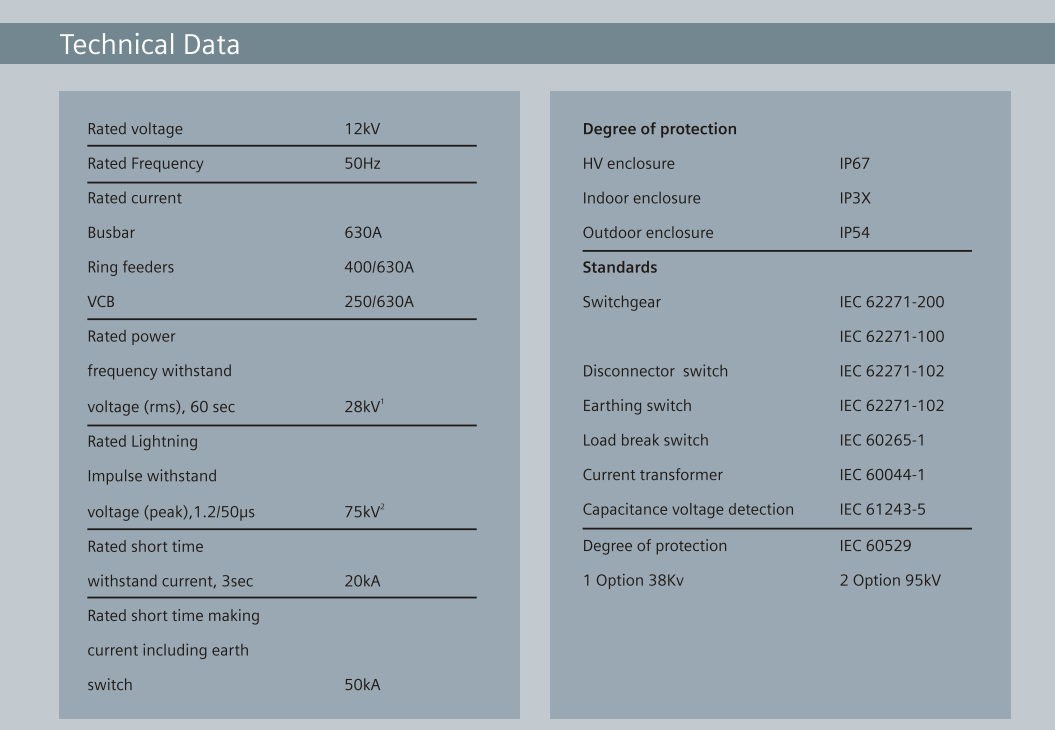 Technical Data
Rated voltage 12kV
Rated Frequency 50Hz
Rated current
Busbar 630A
Ring feeders 400/630A
VCB 250/630A
Rated power
frequency withstand
voltage (rms), 60 sec 28kV¹
Rated Lightning
Impulse withstand
voltage (peak),1.2/50µs 75kV²
Rated short time
withstand current, 3sec 20kA
Rated short time making
current including earth
switch 50kA
Degree of protection
HV enclosure IP67
Indoor enclosure IP3X
Outdoor enclosure IP54
Standards
Switchgear IEC 62271-200
IEC 62271-100
Disconnector switch IEC 62271-102
Earthing switch IEC 62271-102
Load break switch IEC 60265-1
Current transformer IEC 60044-1
Capacitance voltage detection IEC 61243-5
Degree of protection IEC 60529
1 Option 38Kv 2 Option 95kV